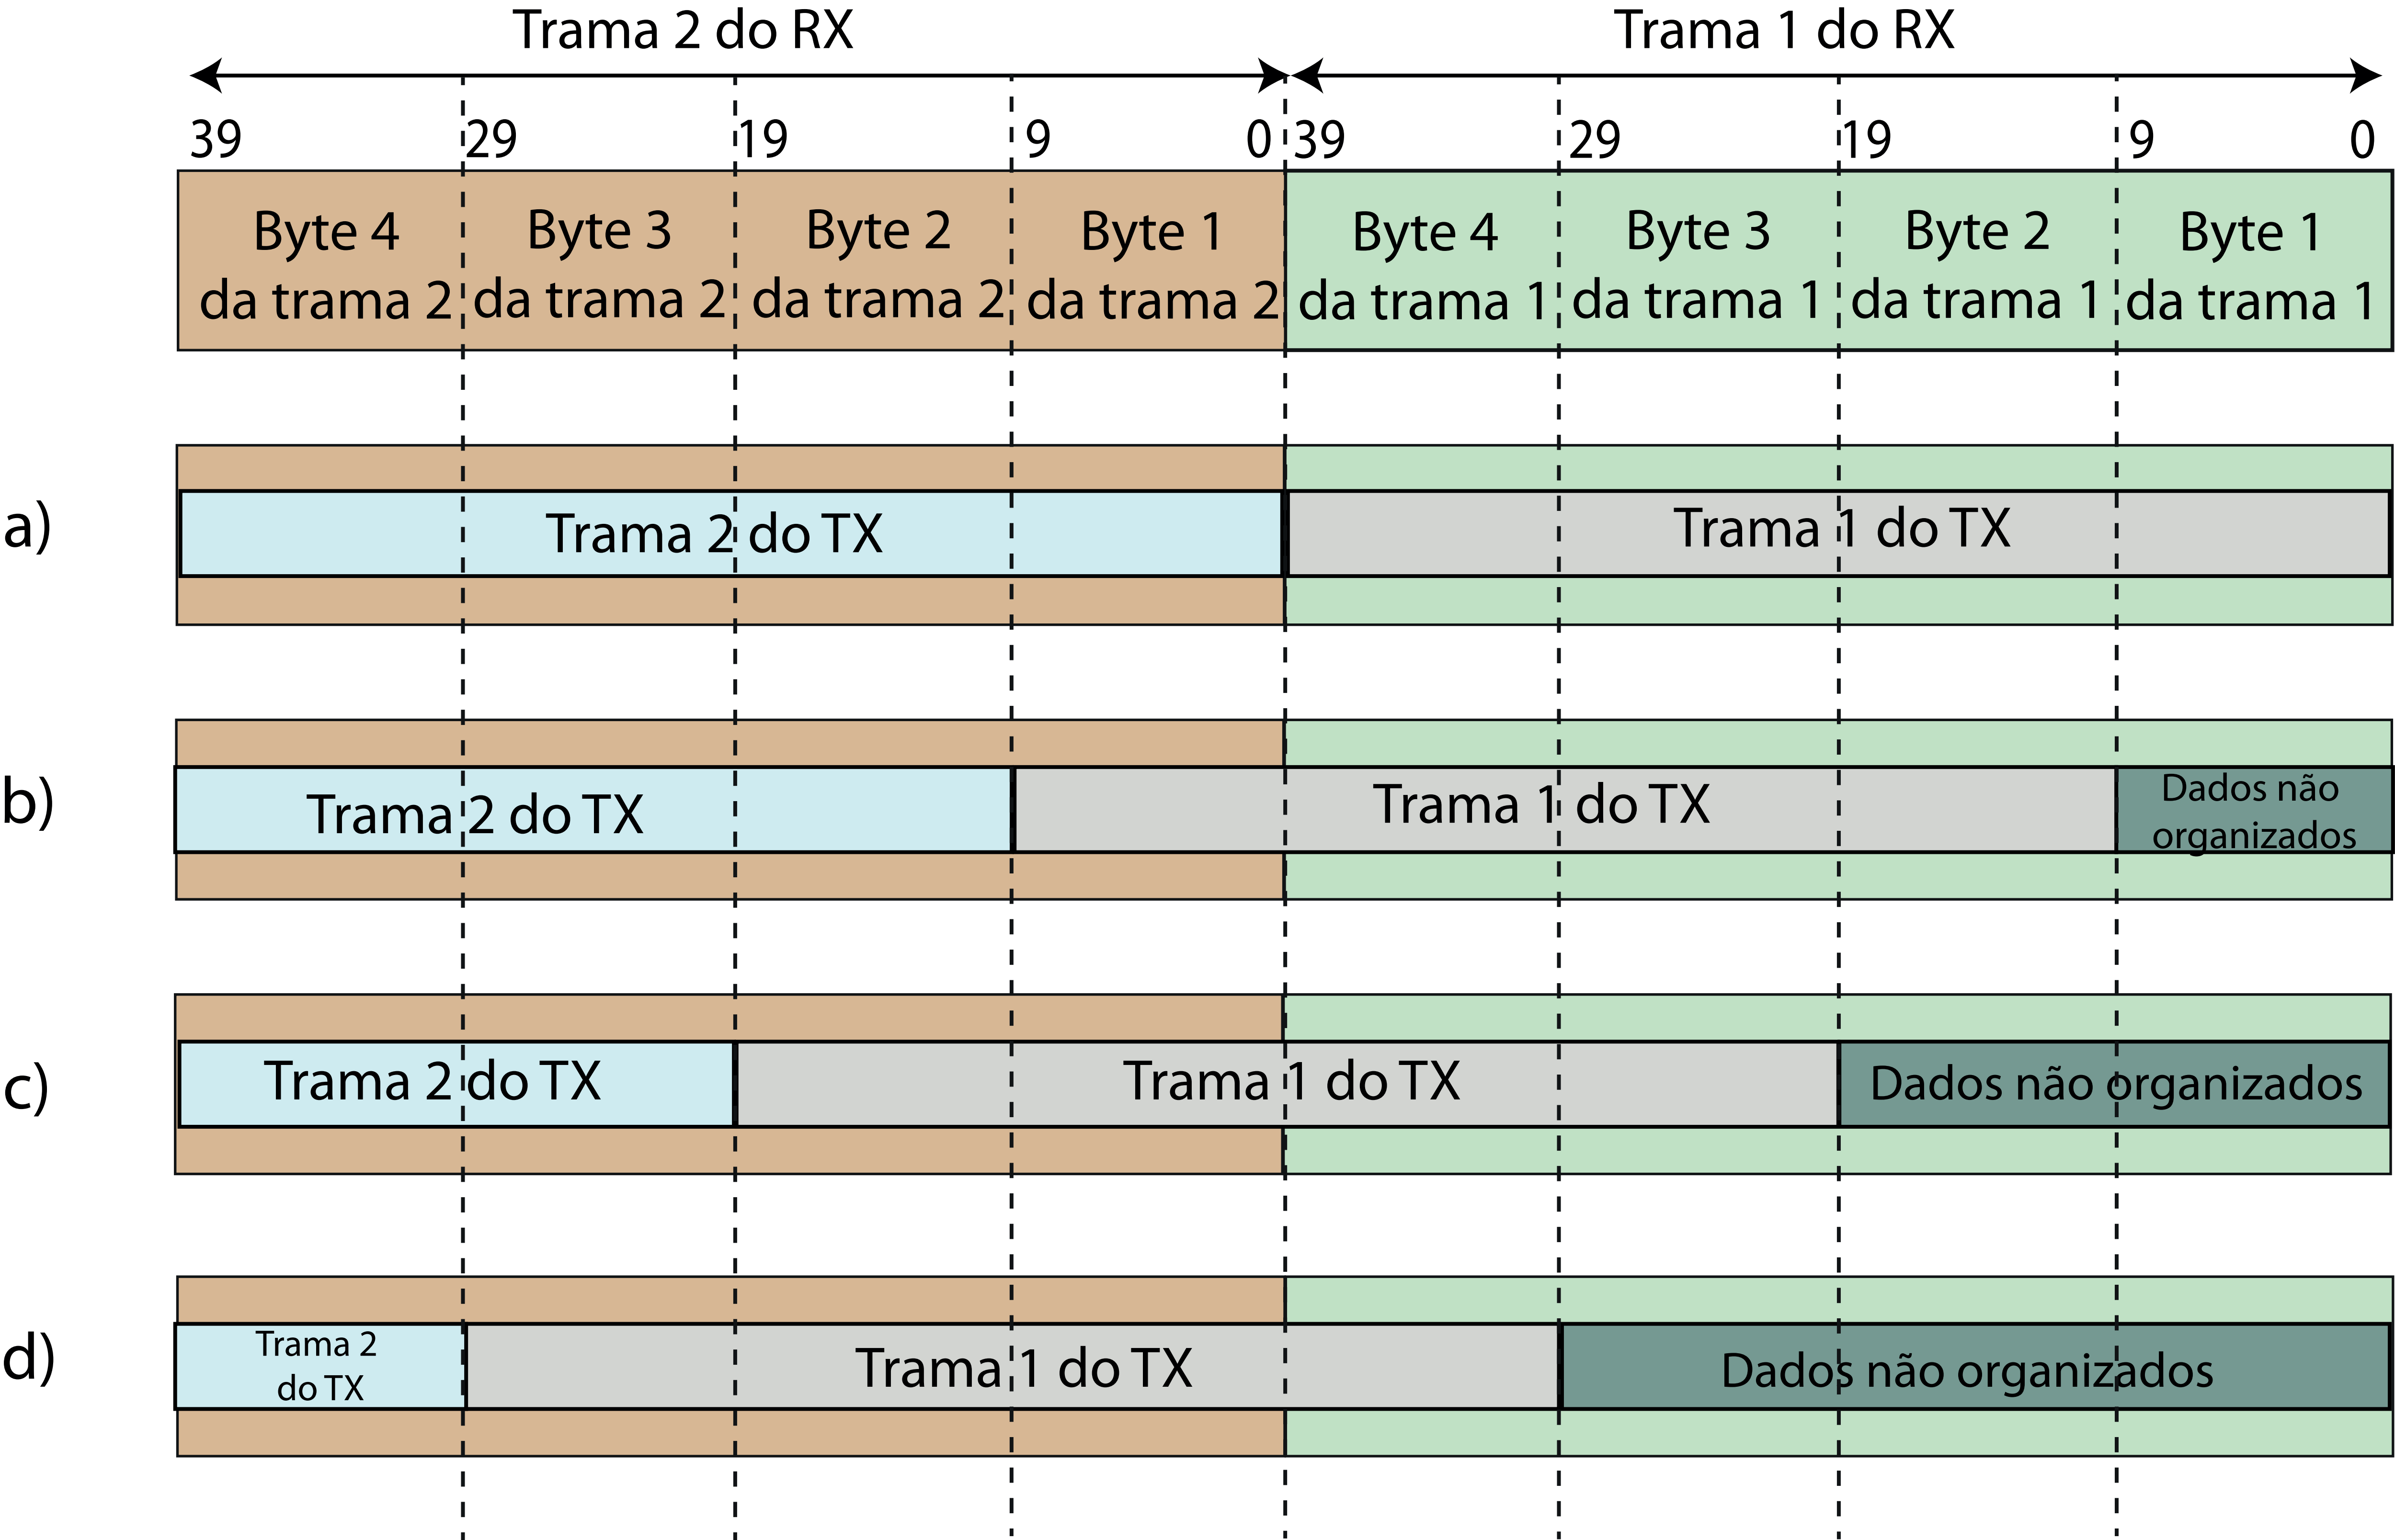 Trama 2 do RX
Trama 1 do RX
39 29 19 9 0 39 29 19 9 0
Byte 4
da trama 2
Byte 3
da trama 2
Byte 2
da trama 2
Byte 1
da trama 2
Byte 4
da trama 1
Byte 3
da trama 1
Byte 2
da trama 1
Byte 1
da trama 1
a)
Trama 2 do TX
Trama 1 do TX
b)
Trama 2 do TX
Trama 1 do TX
Dados não
organizados
c)
Trama 2 do TX
Trama 1 do TX
Dados não organizados
d)
Trama 2
do TX
Trama 1 do TX
Dados não organizados